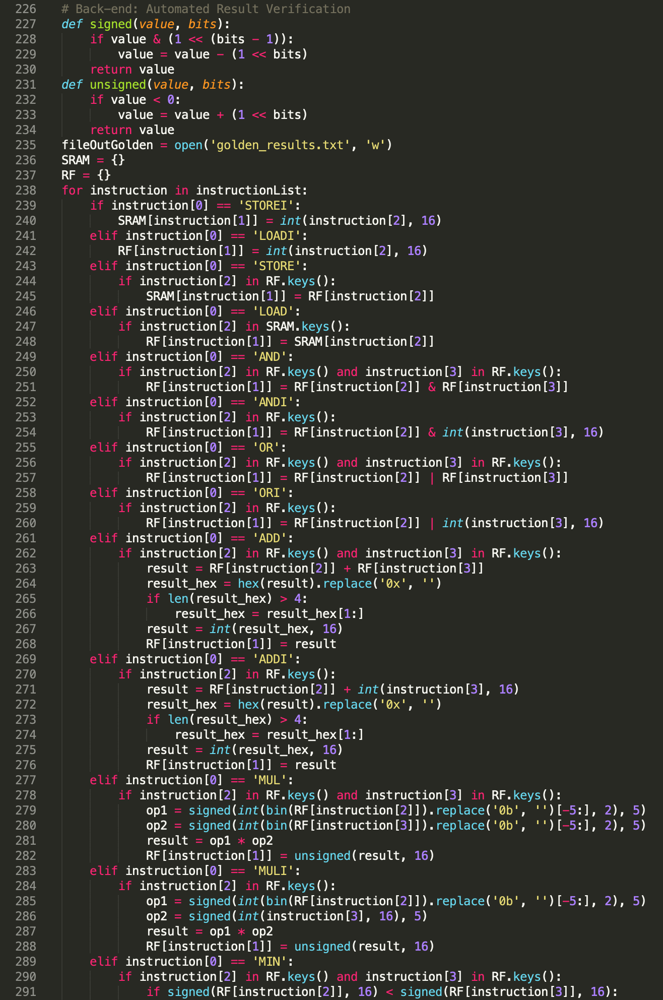 226 # Back-end: Automated Result Verification
227 def signed(value, bits):
228     if value & (1 << (bits - 1)):
229         value = value - (1 << bits)
230     return value
231 def unsigned(value, bits):
232     if value < 0:
233         value = value + (1 << bits)
234     return value
235 fileOutGolden = open('golden_results.txt', 'w')
236 SRAM = {}
237 RF = {}
238 for instruction in instructionList:
239     if instruction[0] == 'STOREI':
240         SRAM[instruction[1]] = int(instruction[2], 16)
241     elif instruction[0] == 'LOADI':
242         RF[instruction[1]] = int(instruction[2], 16)
243     elif instruction[0] == 'STORE':
244         if instruction[2] in RF.keys():
245             SRAM[instruction[1]] = RF[instruction[2]]
246     elif instruction[0] == 'LOAD':
247         if instruction[2] in SRAM.keys():
248             RF[instruction[1]] = SRAM[instruction[2]]
249     elif instruction[0] == 'AND':
250         if instruction[2] in RF.keys() and instruction[3] in RF.keys():
251             RF[instruction[1]] = RF[instruction[2]] & RF[instruction[3]]
252     elif instruction[0] == 'ANDI':
253         if instruction[2] in RF.keys():
254             RF[instruction[1]] = RF[instruction[2]] & int(instruction[3], 16)
255     elif instruction[0] == 'OR':
256         if instruction[2] in RF.keys() and instruction[3] in RF.keys():
257             RF[instruction[1]] = RF[instruction[2]] | RF[instruction[3]]
258     elif instruction[0] == 'ORI':
259         if instruction[2] in RF.keys():
260             RF[instruction[1]] = RF[instruction[2]] | int(instruction[3], 16)
261     elif instruction[0] == 'ADD':
262         if instruction[2] in RF.keys() and instruction[3] in RF.keys():
263             result = RF[instruction[2]] + RF[instruction[3]]
264             result_hex = hex(result).replace('0x', '')
265             if len(result_hex) > 4:
266                 result_hex = result_hex[1:]
267             result = int(result_hex, 16)
268             RF[instruction[1]] = result
269     elif instruction[0] == 'ADDI':
270         if instruction[2] in RF.keys():
271             result = RF[instruction[2]] + int(instruction[3], 16)
272             result_hex = hex(result).replace('0x', '')
273             if len(result_hex) > 4:
274                 result_hex = result_hex[1:]
275             result = int(result_hex, 16)
276             RF[instruction[1]] = result
277     elif instruction[0] == 'MUL':
278         if instruction[2] in RF.keys() and instruction[3] in RF.keys():
279             op1 = signed(int(bin(RF[instruction[2]]).replace('0b', '')[-5:], 2), 5)
280             op2 = signed(int(bin(RF[instruction[3]]).replace('0b', '')[-5:], 2), 5)
281             result = op1 * op2
282             RF[instruction[1]] = unsigned(result, 16)
283     elif instruction[0] == 'MULI':
284         if instruction[2] in RF.keys():
285             op1 = signed(int(bin(RF[instruction[2]]).replace('0b', '')[-5:], 2), 5)
286             op2 = signed(int(instruction[3], 16), 5)
287             result = op1 * op2
288             RF[instruction[1]] = unsigned(result, 16)
289     elif instruction[0] == 'MIN':
290         if instruction[2] in RF.keys() and instruction[3] in RF.keys():
291             if signed(RF[instruction[2]], 16) < signed(RF[instruction[3]], 16):